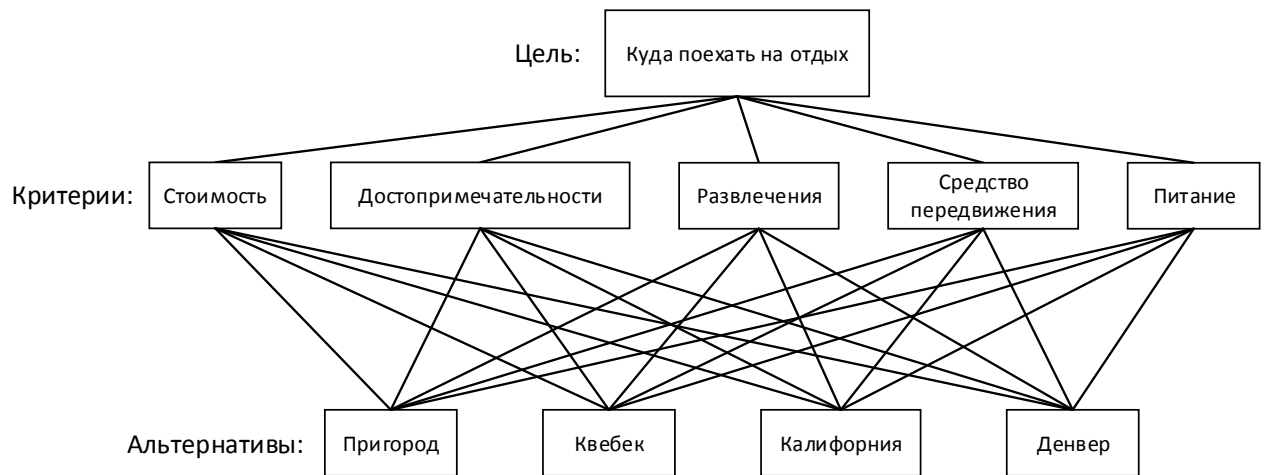 Цель:
Куда поехать на отдых
Критерии:
Стоимость
Достопримечательности
Развлечения
Средство
передвижения
Питание
Альтернативы:
Пригород
Квебек
Калифорния
Денвер